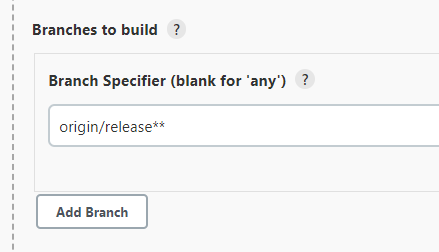 Branches to build ?
Branch Specifier (blank for 'any') ?
origin/release**
Add Branch